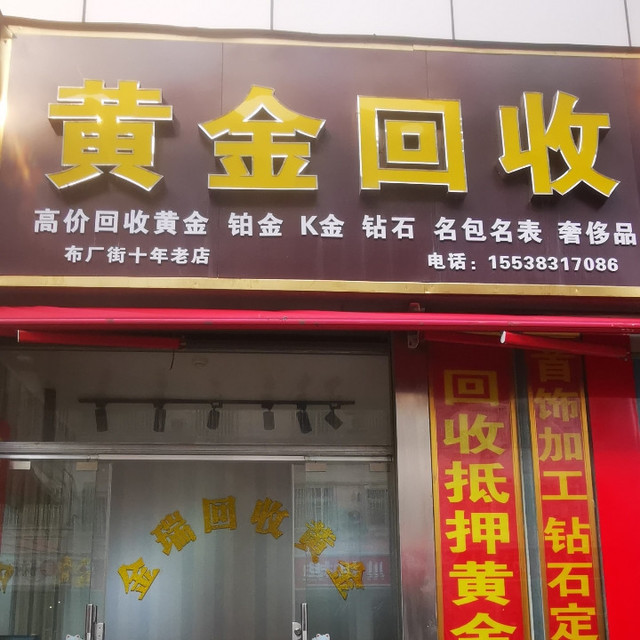 黄金回收
高价回收黄金 铂金 K金 钻石 名包名表 奢侈品
布厂街十年老店
电话: 15538317086
回收抵押黄金
首饰加工 钻石定
金瑞回收黄金